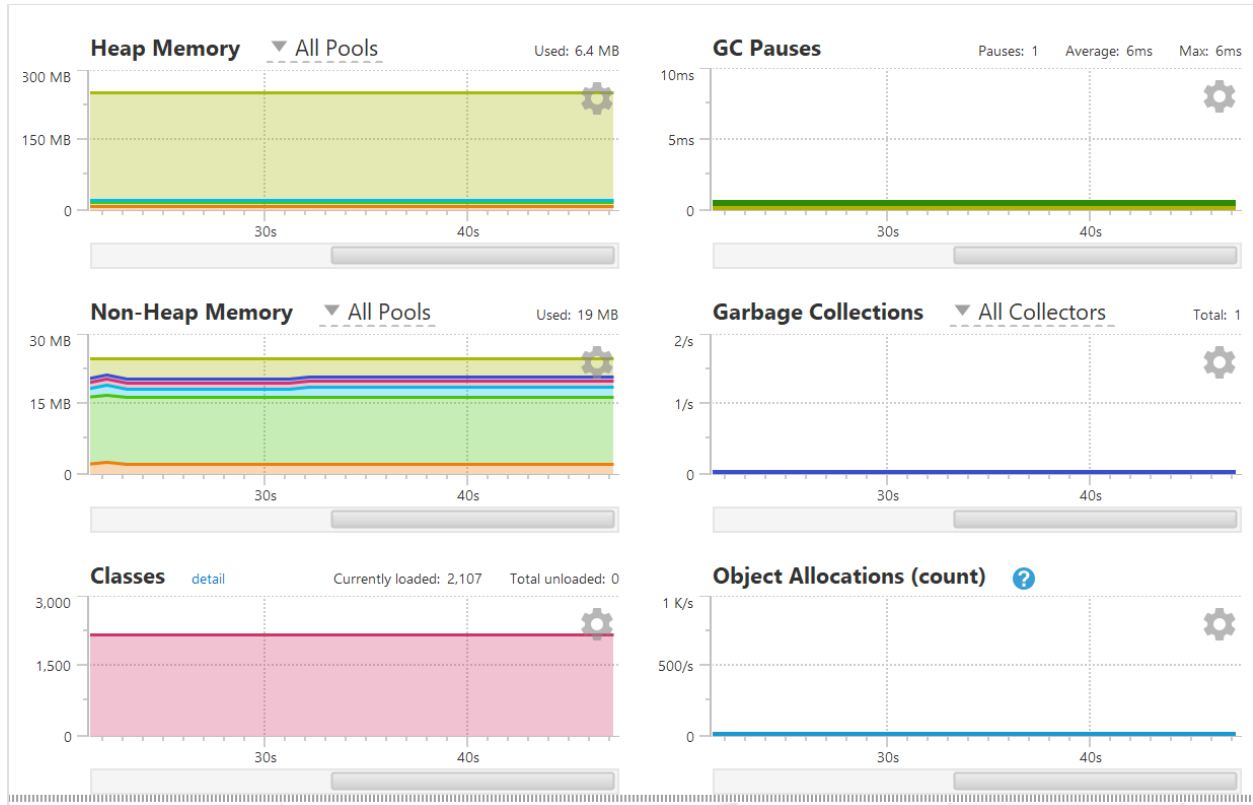 Heap Memory All Pools Used: 6.4 MB
300 MB
150 MB
0
30s 40s
GC Pauses Pauses: 1 Average: 6ms Max: 6ms
10ms
5ms
0
30s 40s
Non-Heap Memory All Pools Used: 19 MB
30 MB
15 MB
0
30s 40s
Garbage Collections All Collectors Total: 1
2/s
1/s
0
30s 40s
Classes detail Currently loaded: 2,107 Total unloaded: 0
3,000
1,500
0
30s 40s
Object Allocations (count) ?
1 K/s
500/s
0
30s 40s